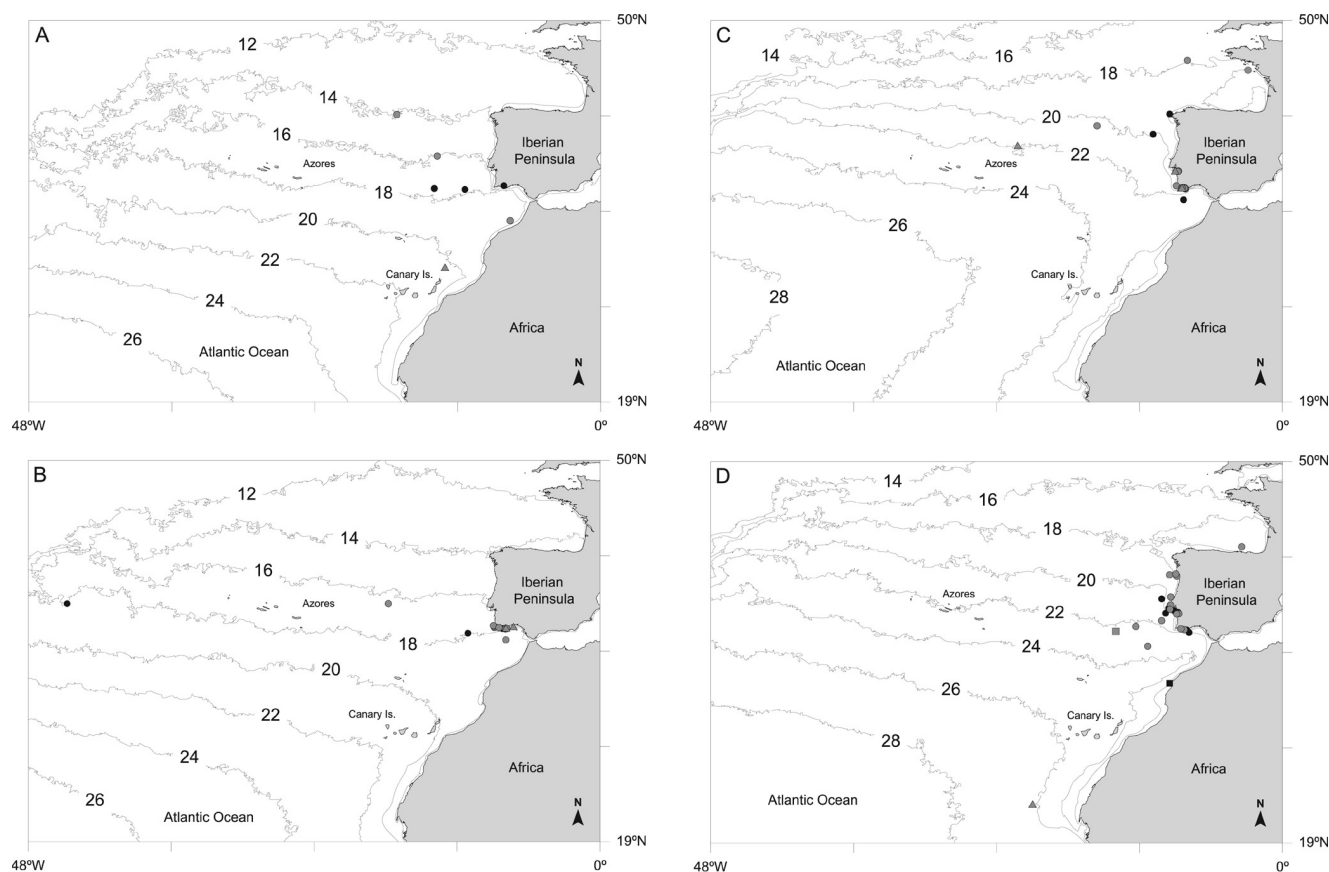 A
50ºN
12
14
16
Azores
Iberian
Peninsula
18
20
22
Canary Is.
24
26
Africa
Atlantic Ocean
N
19ºN
48ºW
0º
C
50ºN
14
16
18
20
Azores
22
Iberian
Peninsula
24
26
Canary Is.
28
Africa
Atlantic Ocean
N
19ºN
48ºW
0º
B
50ºN
12
14
16
Azores
Iberian
Peninsula
18
20
22
Canary Is.
24
26
Africa
Atlantic Ocean
N
19ºN
48ºW
0º
D
50ºN
14
16
18
20
Azores
22
Iberian
Peninsula
24
26
Canary Is.
28
Africa
Atlantic Ocean
N
19ºN
48ºW
0º